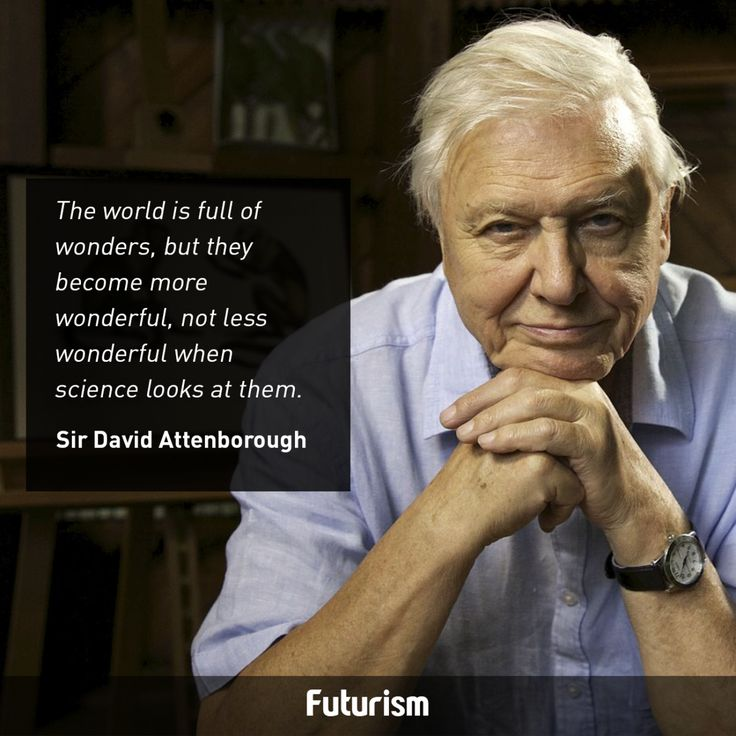 The world is full of
wonders, but they
become more
wonderful, not less
wonderful when
science looks at them.
Sir David Attenborough
Futurism